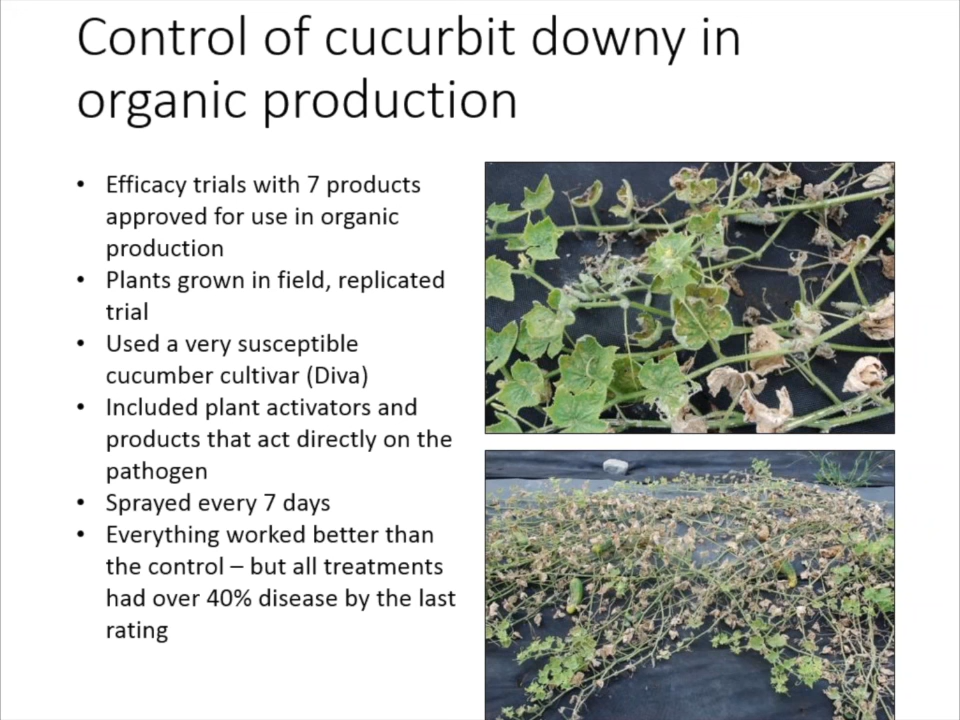 Control of cucurbit downy in
organic production
• Efficacy trials with 7 products
approved for use in organic
production
• Plants grown in field, replicated
trial
• Used a very susceptible
cucumber cultivar (Diva)
• Included plant activators and
products that act directly on the
pathogen
• Sprayed every 7 days
• Everything worked better than
the control – but all treatments
had over 40% disease by the last
rating